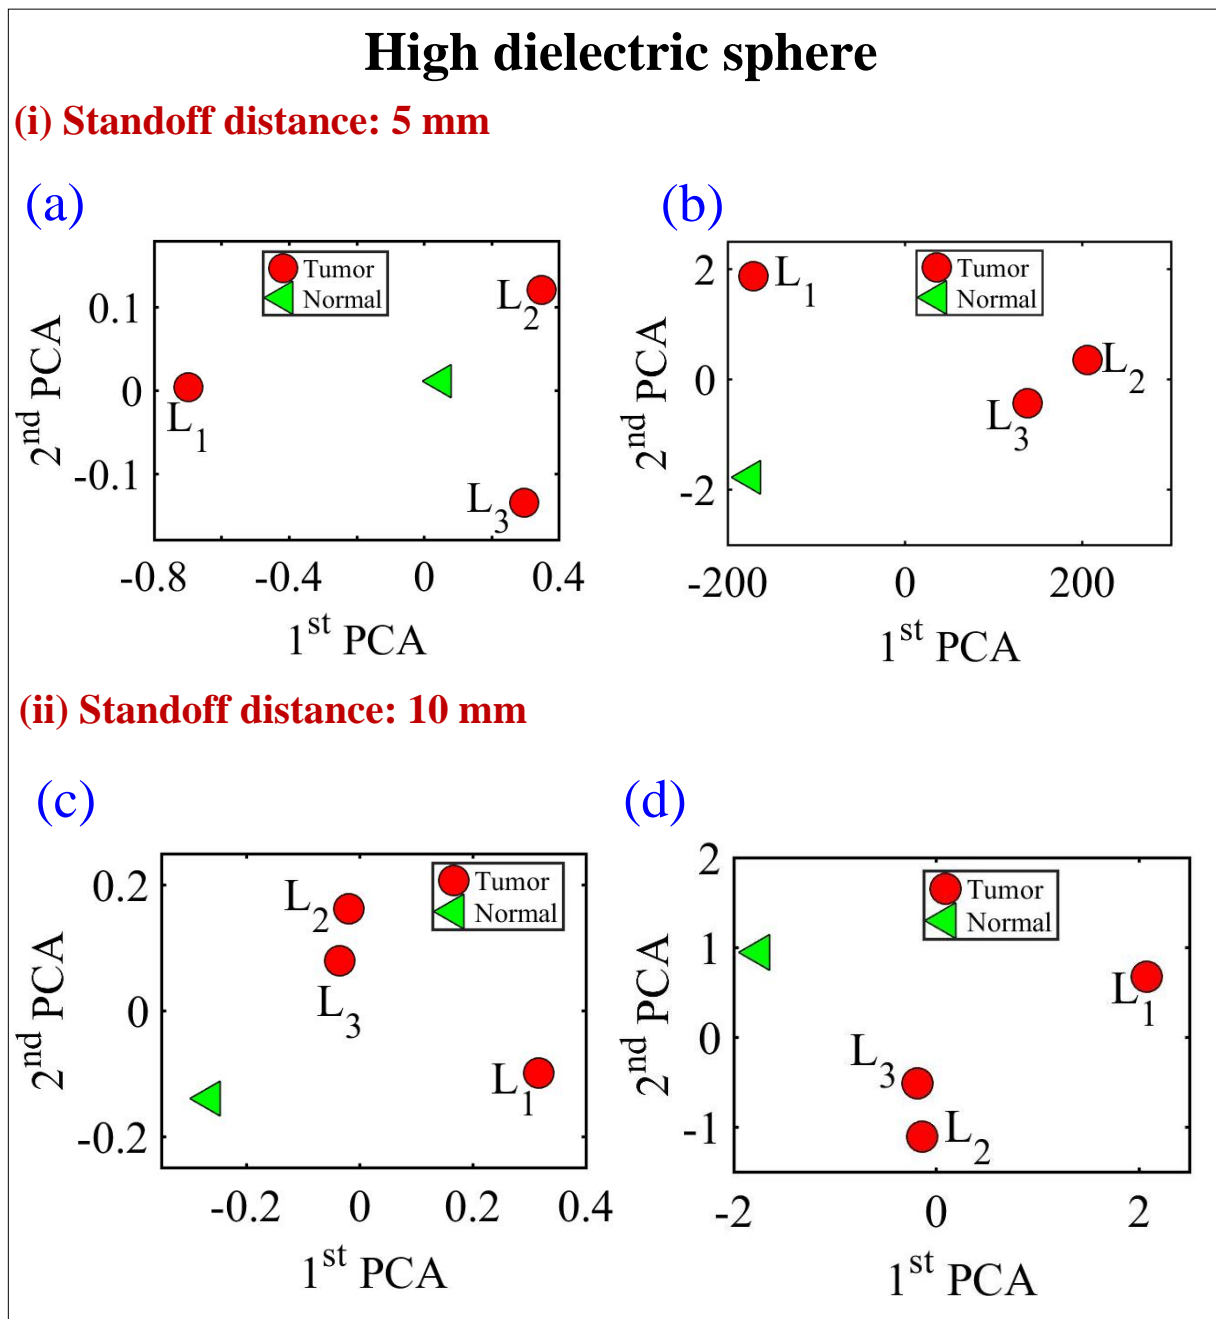 High dielectric sphere
(i) Standoff distance: 5 mm
(a)
(b)
Tumor
Normal
L2
L1
L3
0.1
0
-0.1
2nd PCA
-0.8
-0.4
0
0.4
1st PCA
Tumor
Normal
L1
L2
L3
2
0
-2
2nd PCA
-200
0
200
1st PCA
(ii) Standoff distance: 10 mm
(c)
(d)
Tumor
Normal
L2
L3
L1
0.2
0
-0.2
2nd PCA
-0.2
0
0.2
0.4
1st PCA
Tumor
Normal
L1
L3
L2
2
1
0
-1
2nd PCA
-2
0
2
1st PCA